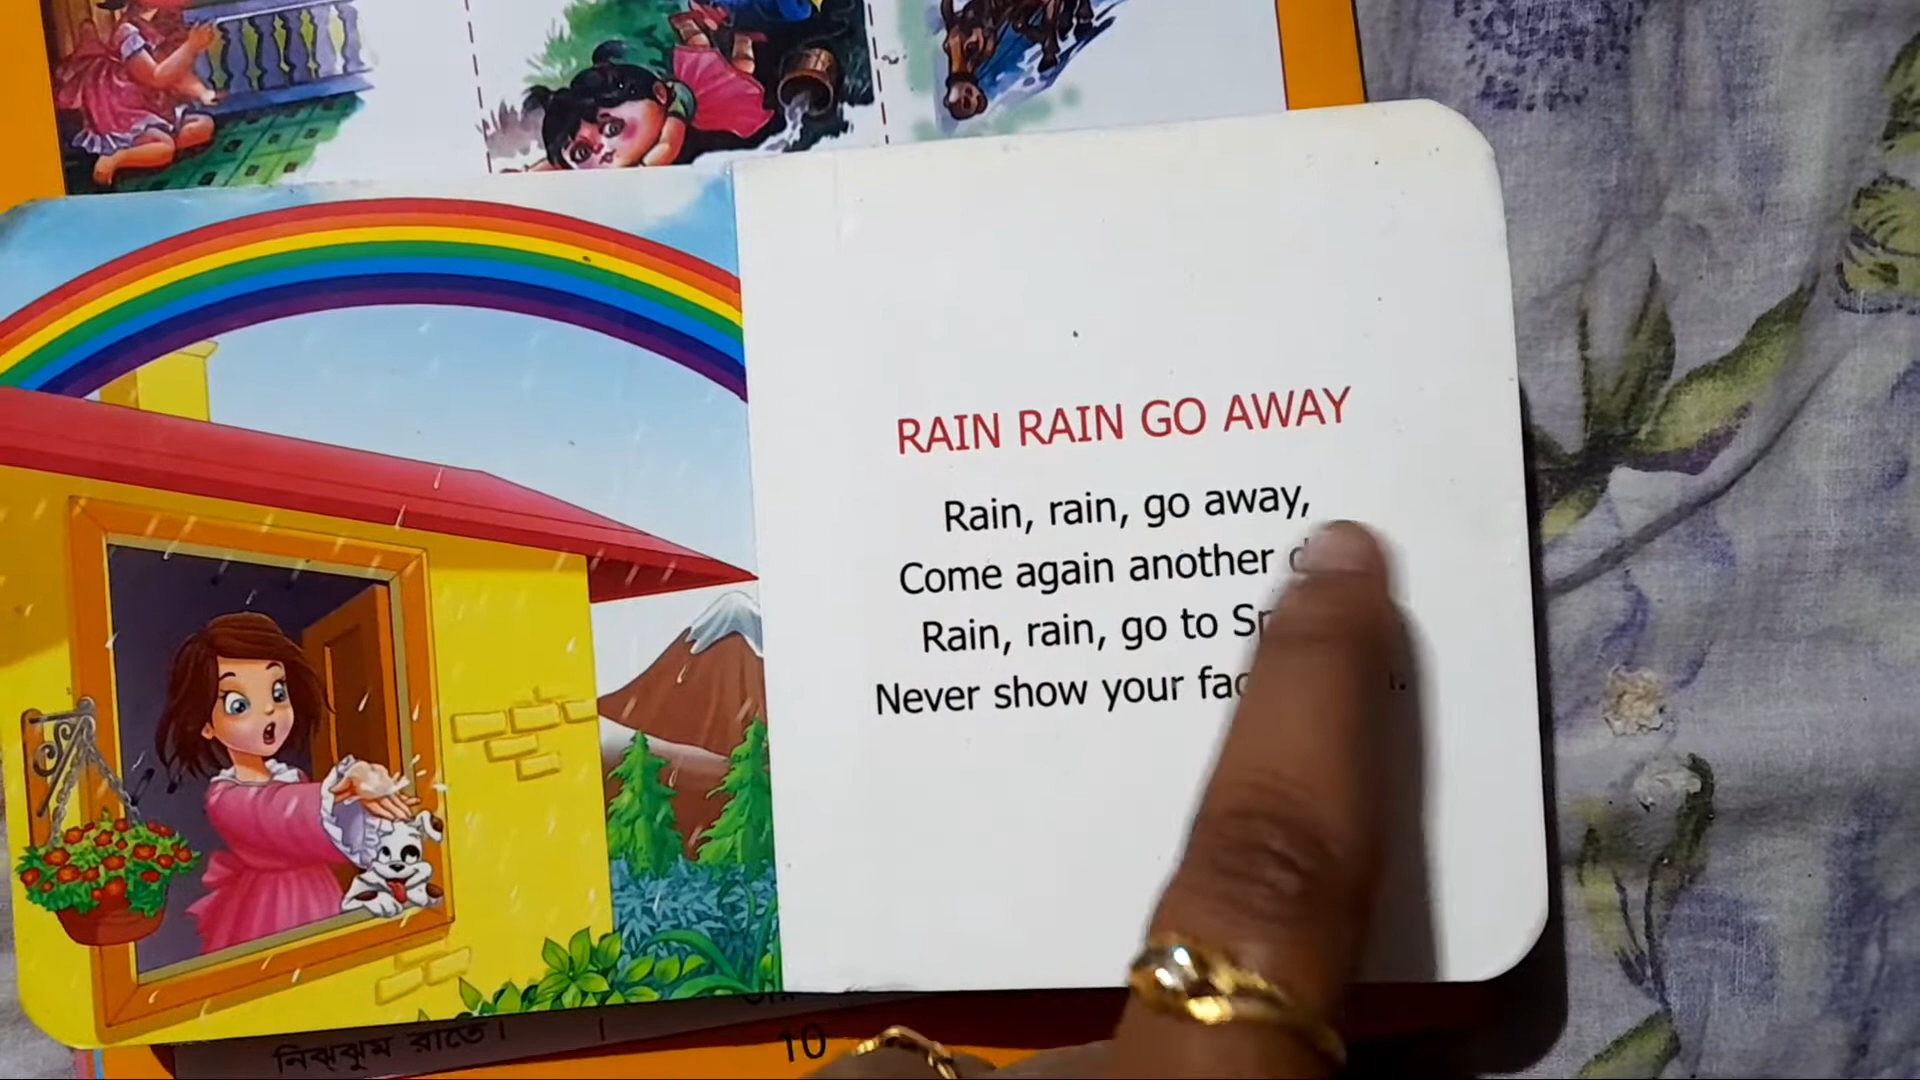 RAIN RAIN GO AWAY
Rain, rain, go away,
Come again another
Rain, rain, go to
Never show your
নিঝ্ঝুম রাতে।
10